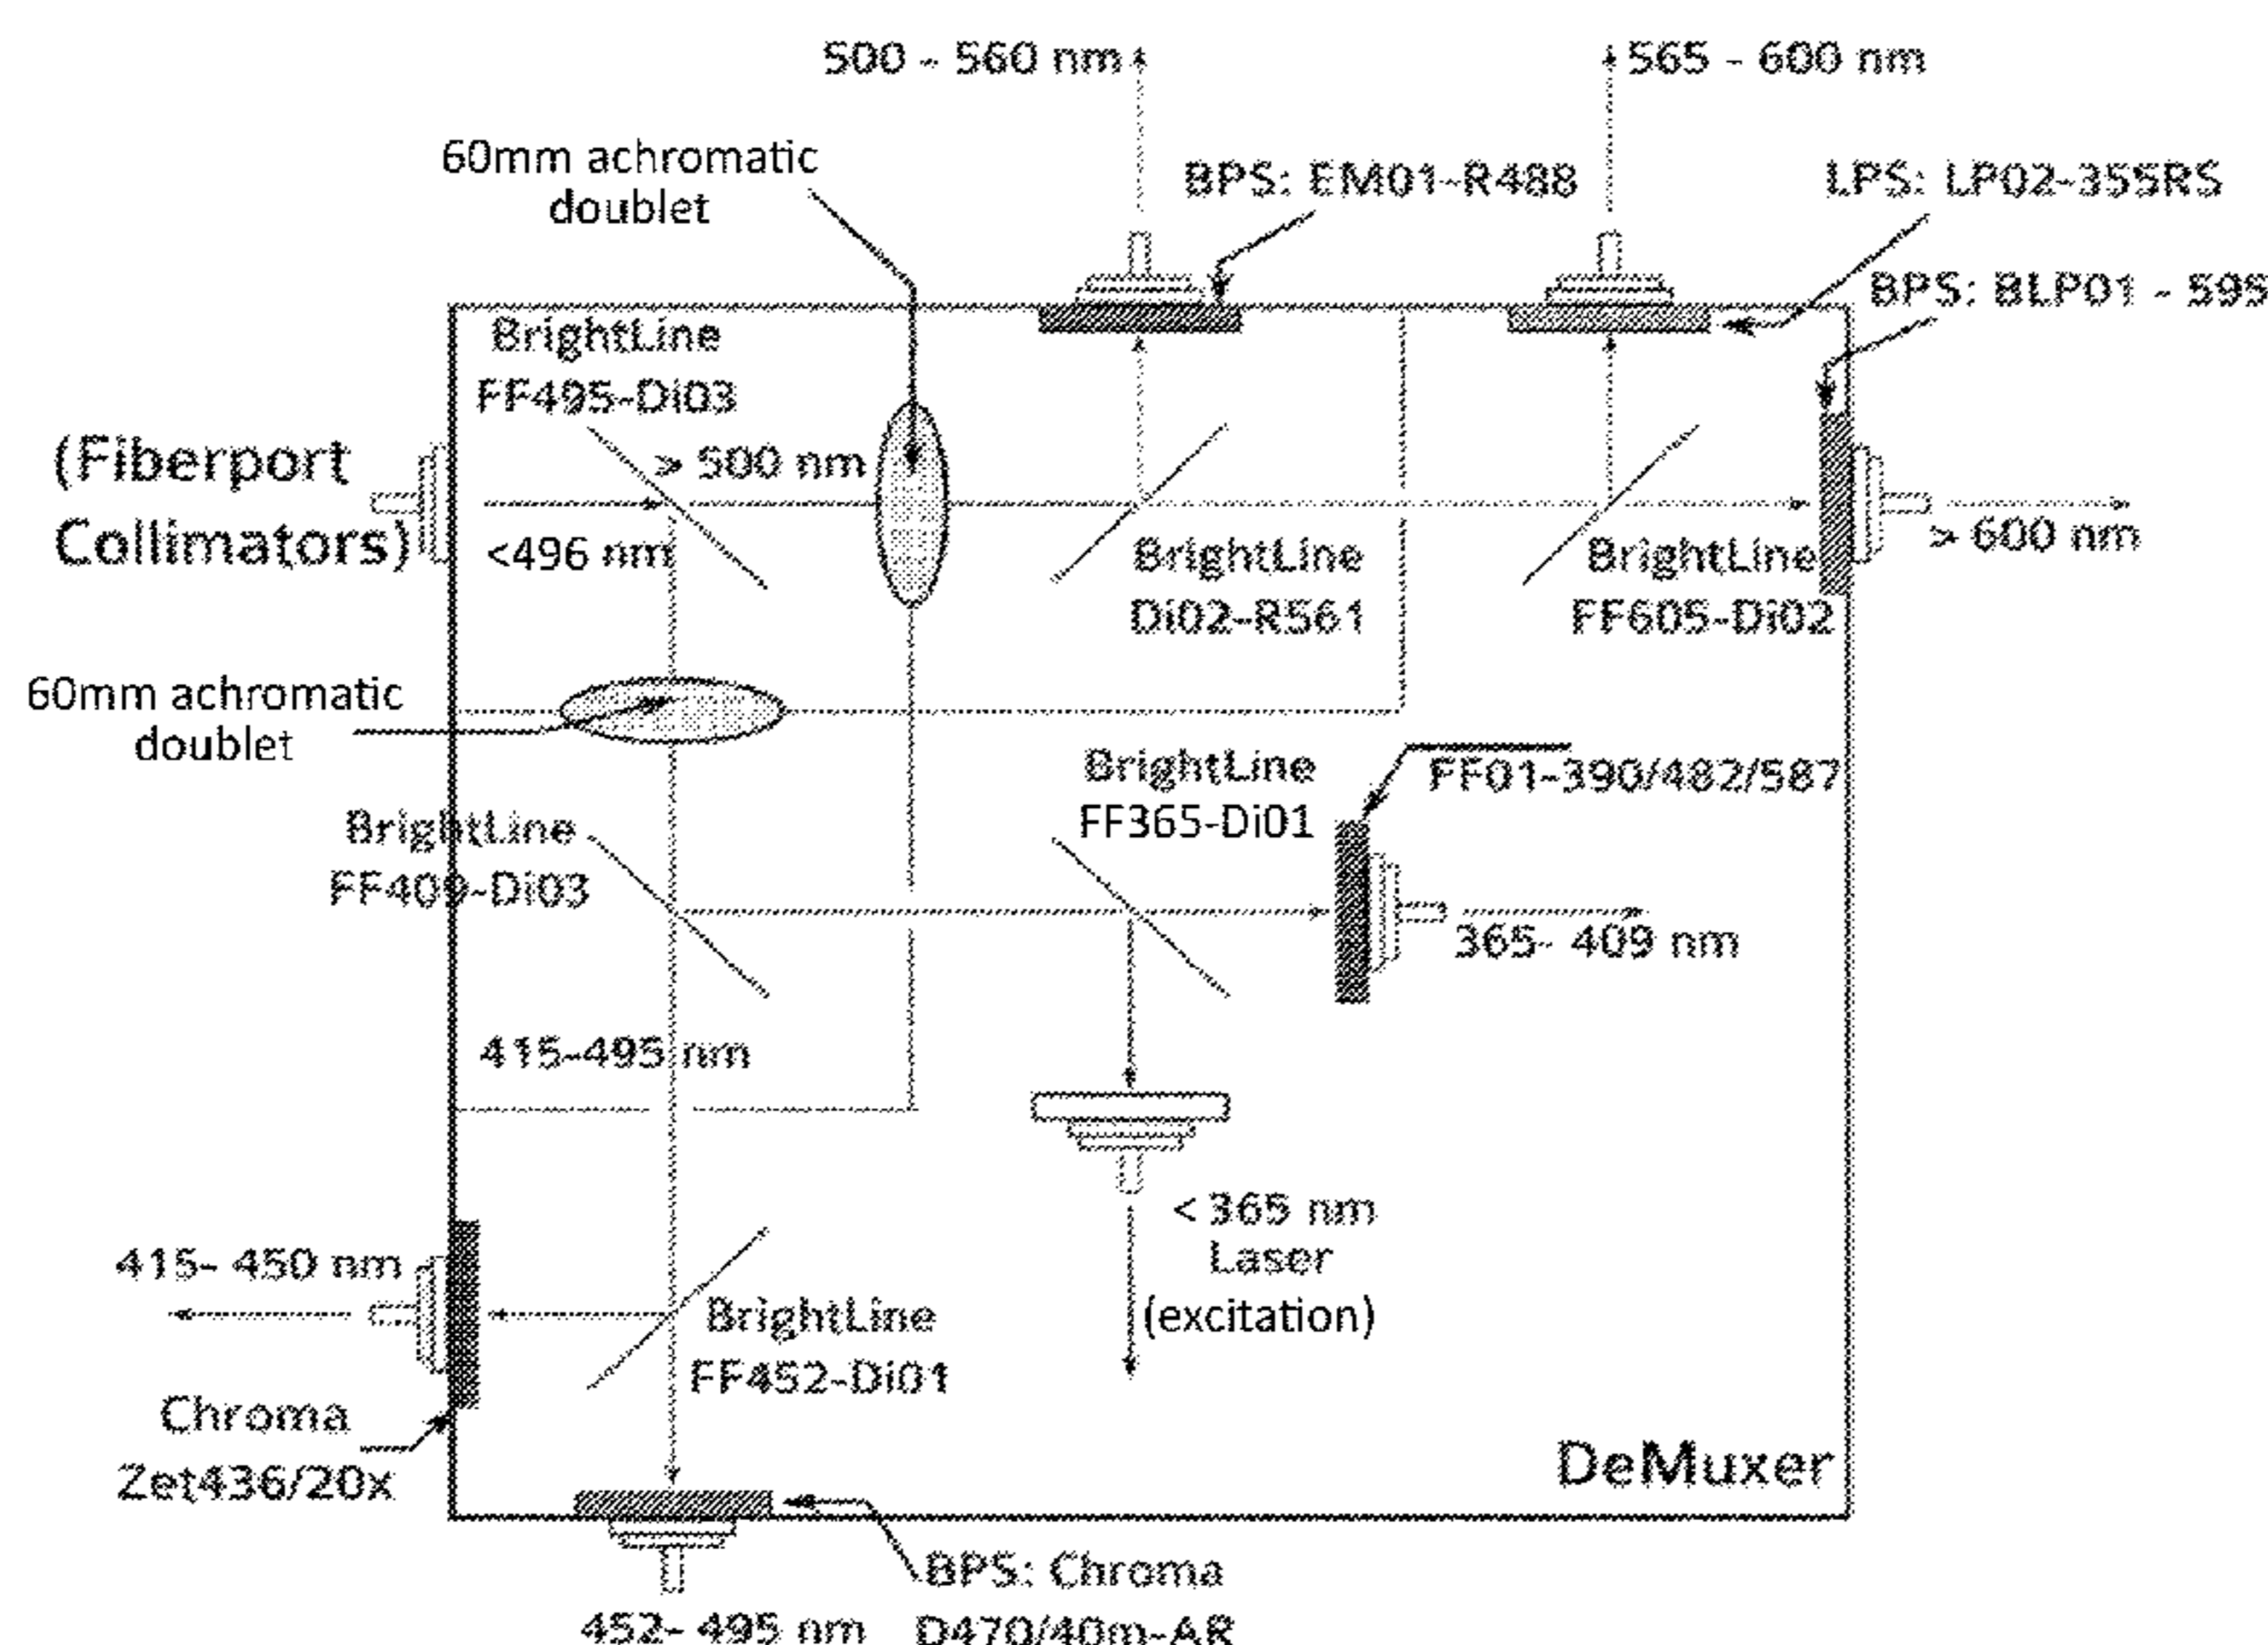 500 - 560 nm
565 - 600 nm
60mm achromatic
doublet
BPS: EM01-R488
LPS: LP02-355RS
BPS: BLP01 - 595
BrightLine
FF495-Di03
(Fiberport
Collimators)
> 500 nm
<496 nm
BrightLine
Di02-R561
BrightLine
FF605-Di02
> 600 nm
60mm achromatic
doublet
BrightLine
FF365-Di01
FF01-390/482/587
BrightLine
FF409-Di03
365- 409 nm
415-495 nm
< 365 nm
Laser
(excitation)
415- 450 nm
BrightLine
FF452-Di01
Chroma
Zet436/20x
DeMuxer
BPS: Chroma
D470/40m-AR
452- 495 nm